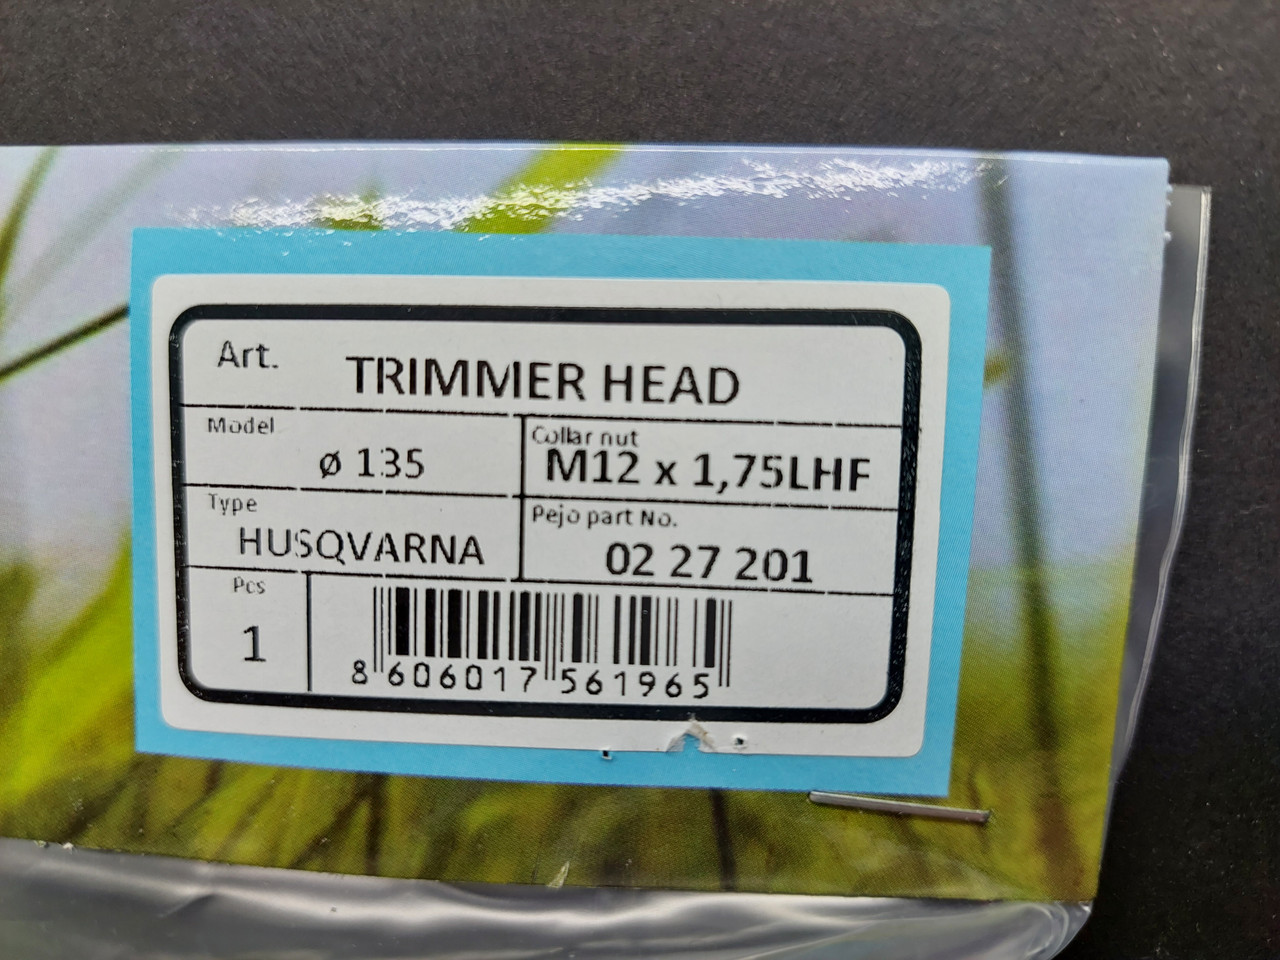 Art.
TRIMMER HEAD
Model
ø 135
Collar nut
M12 x 1,75LHF
Type
HUSQVARNA
Pejo part No.
02 27 201
Pcs
1
8 606017 561965